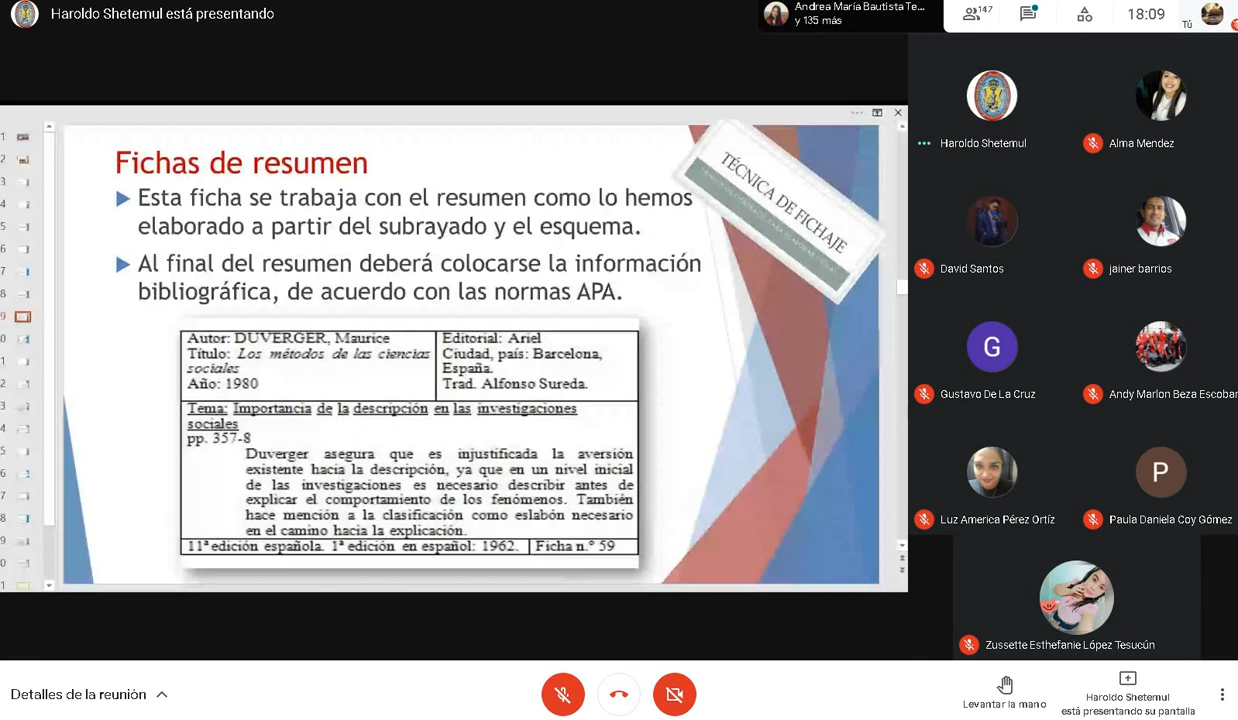 Haroldo Shetemul está presentando
Andrea María Bautista Te...
y 135 más
147
18:09
Tú
Fichas de resumen
Esta ficha se trabaja con el resumen como lo hemos
elaborado a partir del subrayado y el esquema.
Al final del resumen deberá colocarse la información
bibliográfica, de acuerdo con las normas APA.
TÉCNICA DE FICHAJE
Autor: DUVERGER, Maurice
Título: Los métodos de las ciencias
sociales
Año: 1980
Editorial: Ariel
Ciudad, país: Barcelona,
España.
Trad. Alfonso Sureda.
Tema: Importancia de la descripción en las investigaciones
sociales
pp. 357-8
Duverger asegura que es injustificada la aversión
existente hacia la descripción, ya que en un nivel inicial
de las investigaciones es necesario describir antes de
explicar el comportamiento de los fenómenos. También
hace mención a la clasificación como eslabón necesario
en el camino hacia la explicación.
11ª edición española. 1ª edición en español: 1962.
Ficha n.° 59
Haroldo Shetemul
Alma Mendez
David Santos
jainer barrios
G
Gustavo De La Cruz
Andy Marlon Beza Escobar
Luz America Pérez Ortíz
P
Paula Daniela Coy Gómez
Zussette Esthefanie López Tesucún
Detalles de la reunión
Levantar la mano
Haroldo Shetemul
está presentando su pantalla